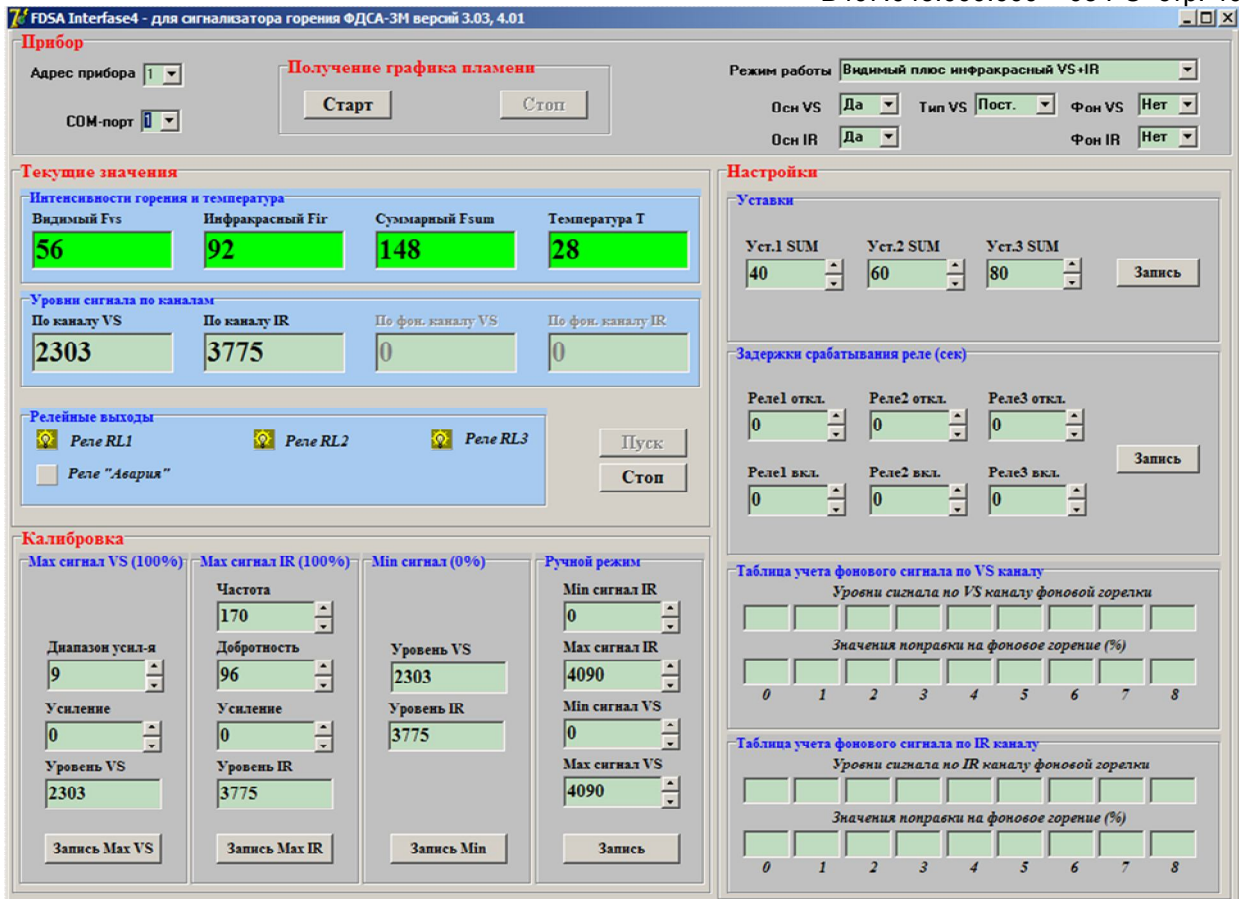 FDSA Interfase4 - для сигнализатора горения ФДСА-3М версий 3.03, 4.01
Прибор
Адрес прибора 1
COM-порт 1
Получение графика пламени
Старт Стоп
Режим работы Видимый плюс инфракрасный VS+IR
Осн VS Да Тип VS Пост. Фон VS Нет
Осн IR Да Фон IR Нет
Текущие значения
Интенсивности горения и температура
Видимый Fvs Инфракрасный Fir Суммарный Fsum Температура T
56 92 148 28
Уровни сигнала по каналам
По каналу VS По каналу IR По фон. каналу VS По фон. каналу IR
2303 3775 0 0
Релейные выходы
Реле RL1 Реле RL2 Реле RL3
Реле "Авария"
Пуск
Стоп
Настройки
Уставки
Уст.1 SUM Уст.2 SUM Уст.3 SUM
40 60 80 Запись
Задержки срабатывания реле (сек)
Реле1 откл. Реле2 откл. Реле3 откл.
0 0 0
Реле1 вкл. Реле2 вкл. Реле3 вкл.
0 0 0
Запись
Калибровка
Max сигнал VS (100%)
Диапазон усил-я
9
Усиление
0
Уровень VS
2303
Запись Max VS
Max сигнал IR (100%)
Частота
170
Добротность
96
Усиление
0
Уровень IR
3775
Запись Max IR
Min сигнал (0%)
Уровень VS
2303
Уровень IR
3775
Запись Min
Ручной режим
Min сигнал IR
0
Max сигнал IR
4090
Min сигнал VS
0
Max сигнал VS
4090
Запись
Таблица учета фонового сигнала по VS каналу
Уровни сигнала по VS каналу фоновой горелки
Значения поправки на фоновое горение (%)
0 1 2 3 4 5 6 7 8
Таблица учета фонового сигнала по IR каналу
Уровни сигнала по IR каналу фоновой горелки
Значения поправки на фоновое горение (%)
0 1 2 3 4 5 6 7 8